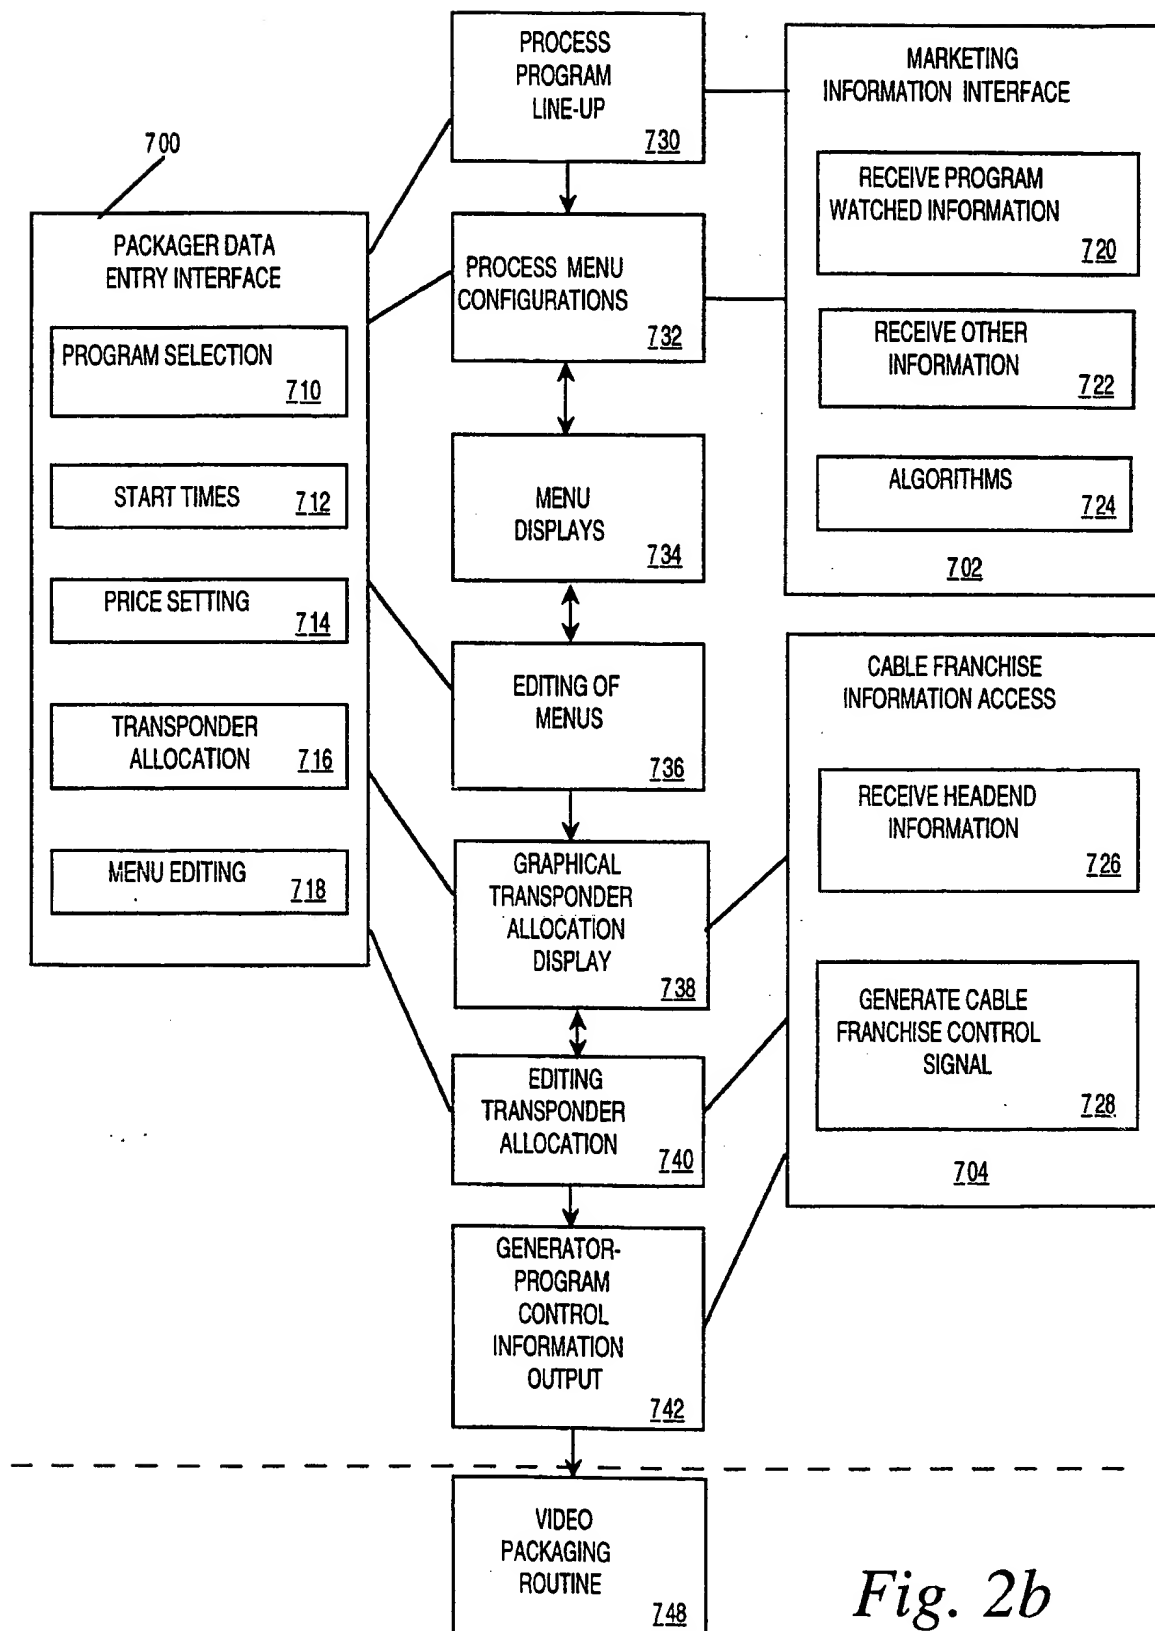 PROCESS
PROGRAM
LINE-UP
730
MARKETING
INFORMATION INTERFACE
RECEIVE PROGRAM
WATCHED INFORMATION
720
RECEIVE OTHER
INFORMATION
722
ALGORITHMS
724
702
700
PACKAGER DATA
ENTRY INTERFACE
PROGRAM SELECTION
710
START TIMES
712
PRICE SETTING
714
TRANSPONDER
ALLOCATION
716
MENU EDITING
718
PROCESS MENU
CONFIGURATIONS
732
MENU
DISPLAYS
734
EDITING OF
MENUS
736
GRAPHICAL
TRANSPONDER
ALLOCATION
DISPLAY
738
EDITING
TRANSPONDER
ALLOCATION
740
GENERATOR-
PROGRAM
CONTROL
INFORMATION
OUTPUT
742
CABLE FRANCHISE
INFORMATION ACCESS
RECEIVE HEADEND
INFORMATION
726
GENERATE CABLE
FRANCHISE CONTROL
SIGNAL
728
704
VIDEO
PACKAGING
ROUTINE
748
Fig. 2b